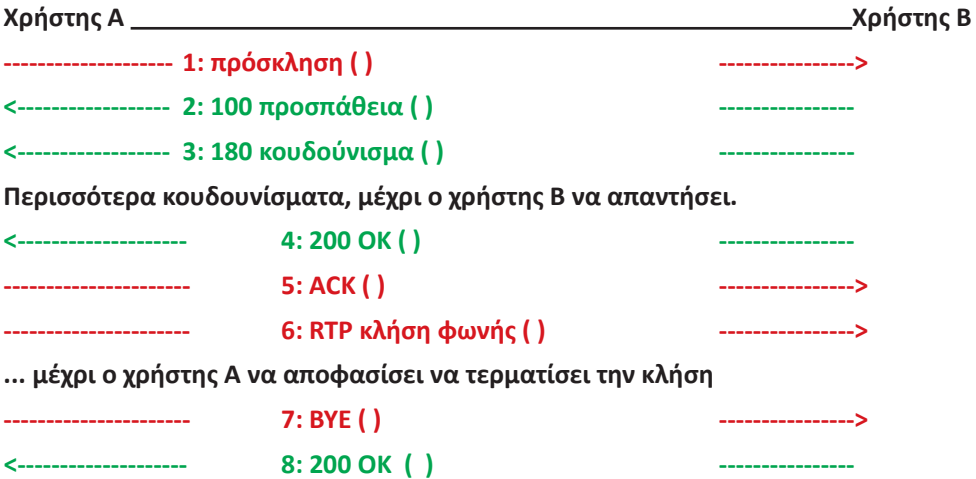 Χρήστης Α ________________________________________Χρήστης Β
-------------------- 1: πρόσκληση ( ) ---------------->
<------------------ 2: 100 προσπάθεια ( ) ----------------
<------------------ 3: 180 κουδούνισμα ( ) ----------------
Περισσότερα κουδουνίσματα, μέχρι ο χρήστης Β να απαντήσει.
<-------------------- 4: 200 OK ( ) ----------------
---------------------- 5: ACK ( ) ---------------->
---------------------- 6: RTP κλήση φωνής ( ) ---------------->
... μέχρι ο χρήστης Α να αποφασίσει να τερματίσει την κλήση
---------------------- 7: BYE ( ) ---------------->
<-------------------- 8: 200 OK ( ) ----------------